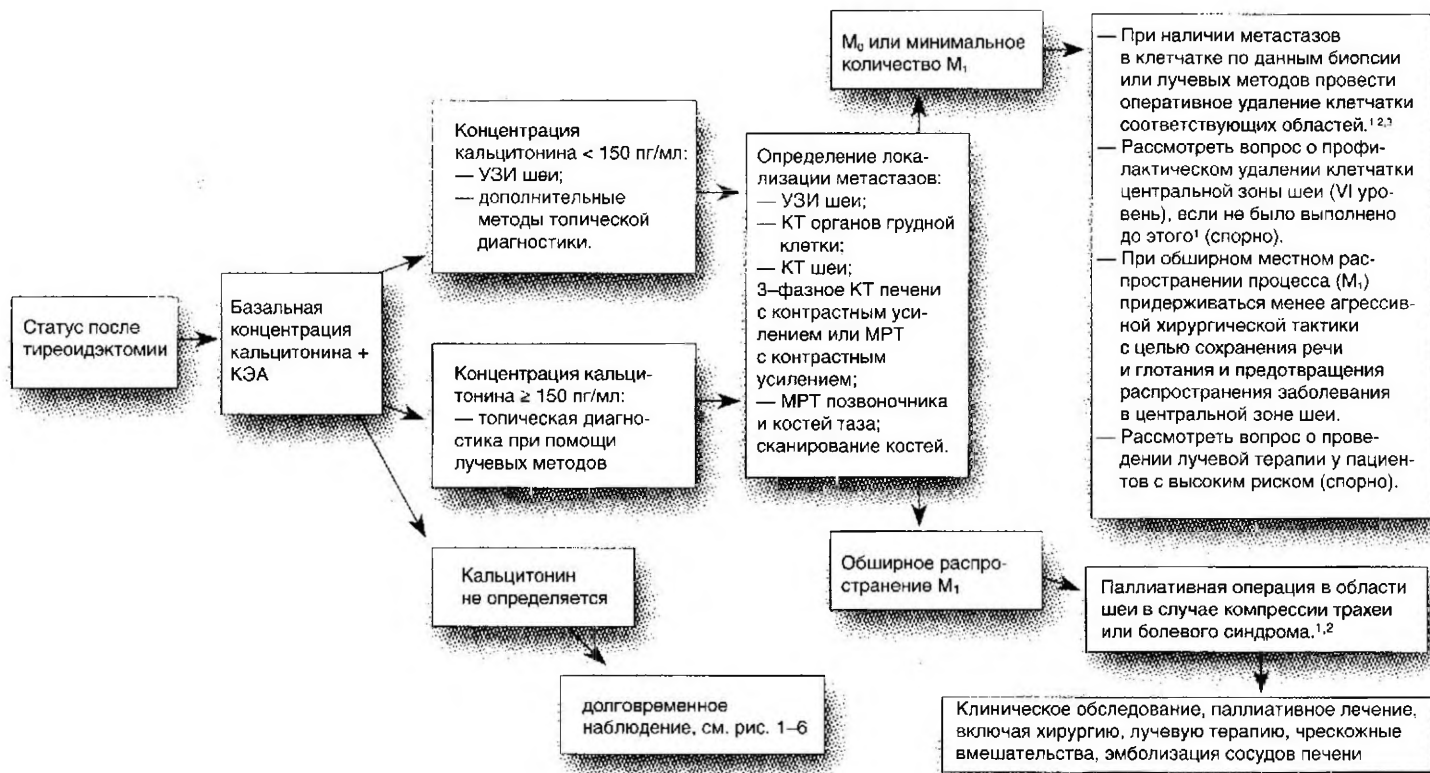 Статус после
тиреоидэктомии
Базальная
концентрация
кальцитонина +
КЭА
Концентрация
кальцитонина < 150 пг/мл:
— УЗИ шеи;
— дополнительные
методы топической
диагностики.
Концентрация кальци-
тонина ≥ 150 пг/мл:
— топическая диагно-
стика при помощи
лучевых методов
Кальцитонин
не определяется
долговременное
наблюдение, см. рис. 1–6
Определение лока-
лизации метастазов:
— УЗИ шеи;
— КТ органов грудной
клетки;
— КТ шеи;
3–фазное КТ печени
с контрастным уси-
лением или МРТ
с контрастным
усилением;
— МРТ позвоночника
и костей таза;
сканирование костей.
M₀ или минимальное
количество M₁
— При наличии метастазов
в клетчатке по данным биопсии
или лучевых методов провести
оперативное удаление клетчатки
соответствующих областей.¹ ²,³
— Рассмотреть вопрос о профи-
лактическом удалении клетчатки
центральной зоны шеи (VI уро-
вень), если не было выполнено
до этого¹ (спорно).
— При обширном местном рас-
пространении процесса (M₁)
придерживаться менее агрессив-
ной хирургической тактики
с целью сохранения речи
и глотания и предотвращения
распространения заболевания
в центральной зоне шеи.
— Рассмотреть вопрос о прове-
дении лучевой терапии у пациен-
тов с высоким риском (спорно).
Обширное распро-
странение M₁
Паллиативная операция в области
шеи в случае компрессии трахеи
или болевого синдрома.¹,²
Клиническое обследование, паллиативное лечение,
включая хирургию, лучевую терапию, чрескожные
вмешательства, эмболизация сосудов печени